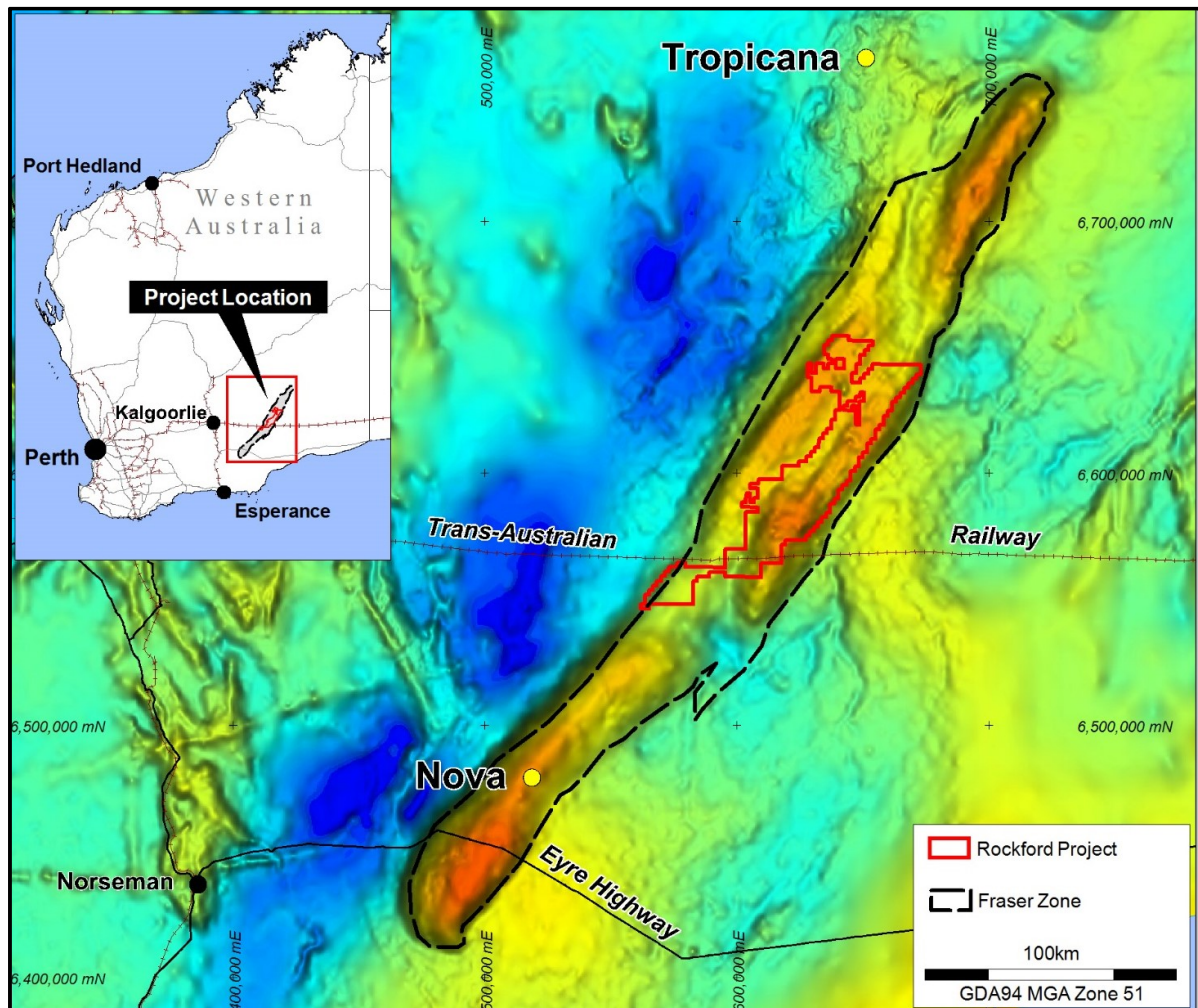 Tropicana
500,000 mE
700,000 mE
Port Hedland
Western
Australia
6,700,000 mN
Project Location
Kalgoorlie
Perth
Esperance
6,600,000 mN
Trans-Australian
Railway
6,500,000 mN
6,500,000 mN
Nova
Eyre Highway
Norseman
400,000 mE
500,000 mE
600,000 mE
6,400,000 mN
Rockford Project
Fraser Zone
100km
GDA94 MGA Zone 51